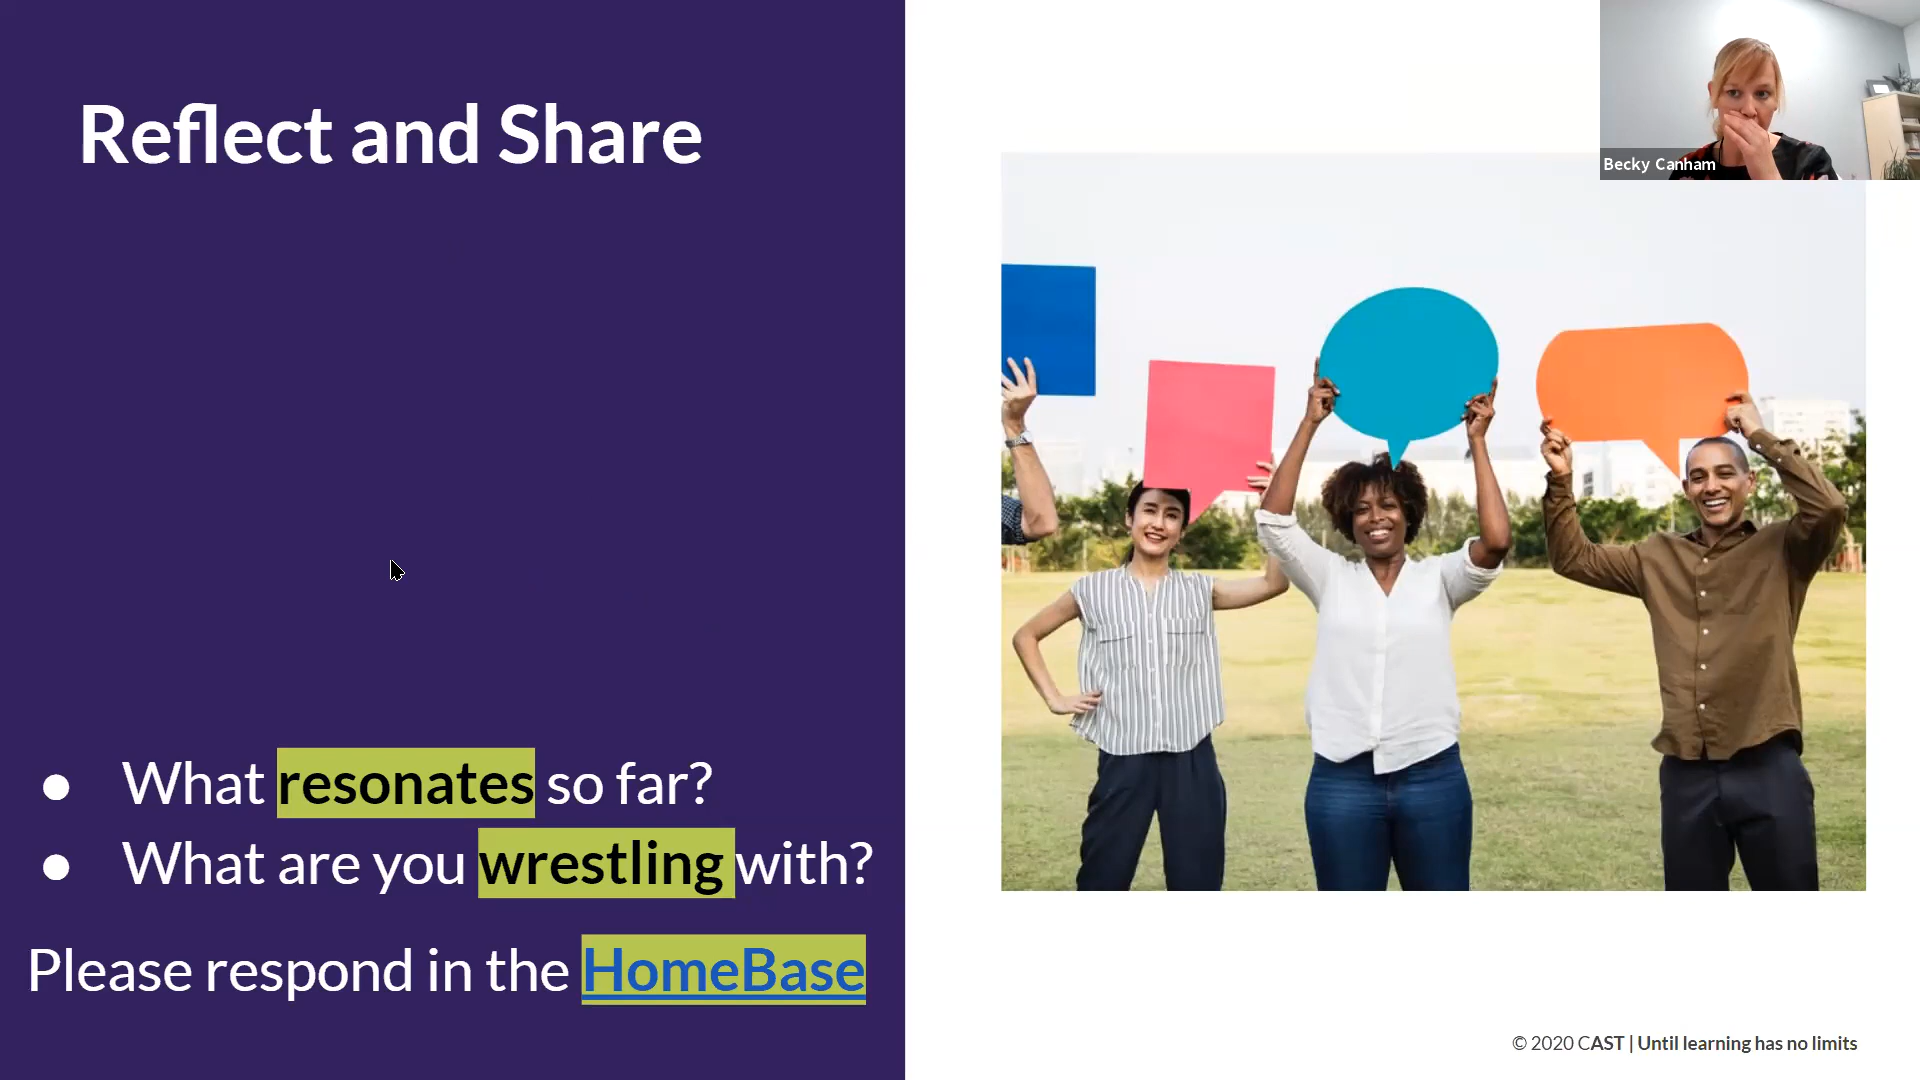 Reflect and Share
Becky Canham
● What resonates so far?
● What are you wrestling with?
Please respond in the HomeBase
© 2020 CAST | Until learning has no limits